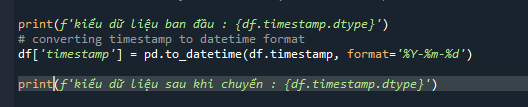 print(f'kiểu dữ liệu ban đầu : {df.timestamp.dtype}')
# converting timestamp to datetime format
df['timestamp'] = pd.to_datetime(df.timestamp, format='%Y-%m-%d')
print(f'kiểu dữ liệu sau khi chuyển : {df.timestamp.dtype}')